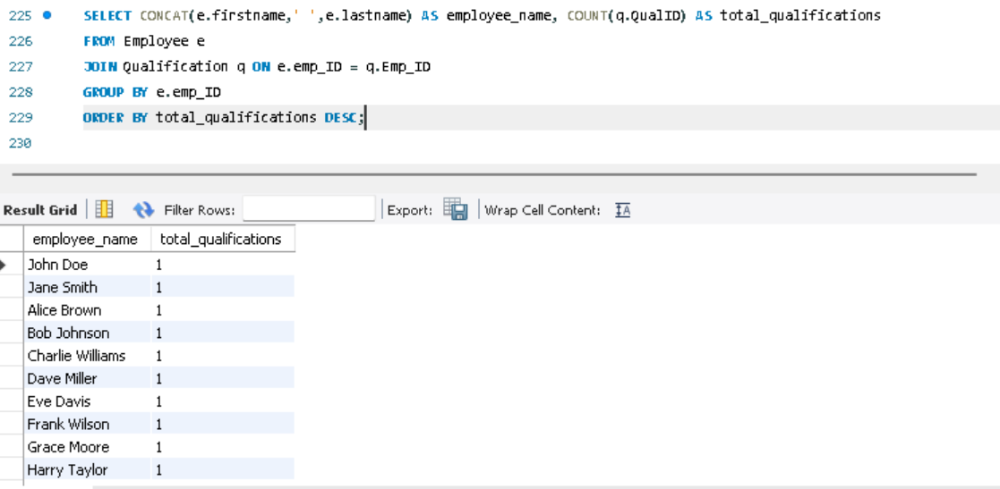 225 SELECT CONCAT(e.firstname,' ',e.lastname) AS employee_name, COUNT(q.QualID) AS total_qualifications
226 FROM Employee e
227 JOIN Qualification q ON e.emp_ID = q.Emp_ID
228 GROUP BY e.emp_ID
229 ORDER BY total_qualifications DESC;
230
Result Grid Filter Rows: Export: Wrap Cell Content: IA
employee_name total_qualifications
John Doe 1
Jane Smith 1
Alice Brown 1
Bob Johnson 1
Charlie Williams 1
Dave Miller 1
Eve Davis 1
Frank Wilson 1
Grace Moore 1
Harry Taylor 1